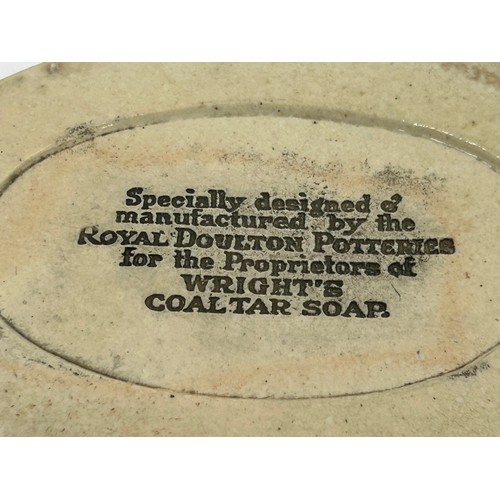 Specially designed &
manufactured by the
ROYAL DOULTON POTTERIES
for the Proprietors of
WRIGHT'S
COAL TAR SOAP.